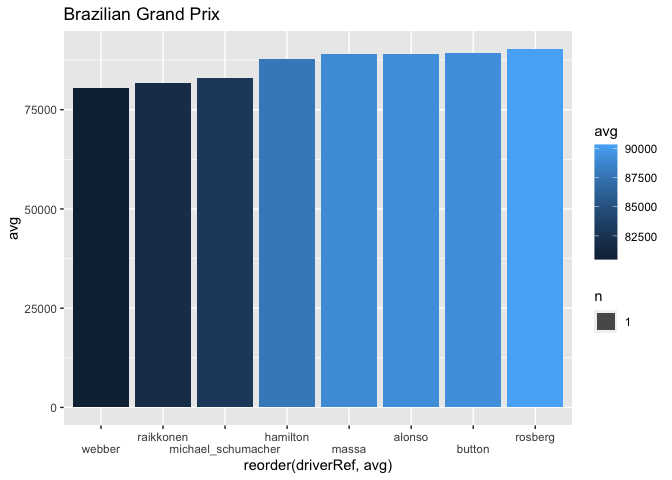 Brazilian Grand Prix
avg
75000
50000
25000
0
raikkonen hamilton alonso rosberg
webber michael_schumacher massa button
reorder(driverRef, avg)
avg
90000
87500
85000
82500
n
1